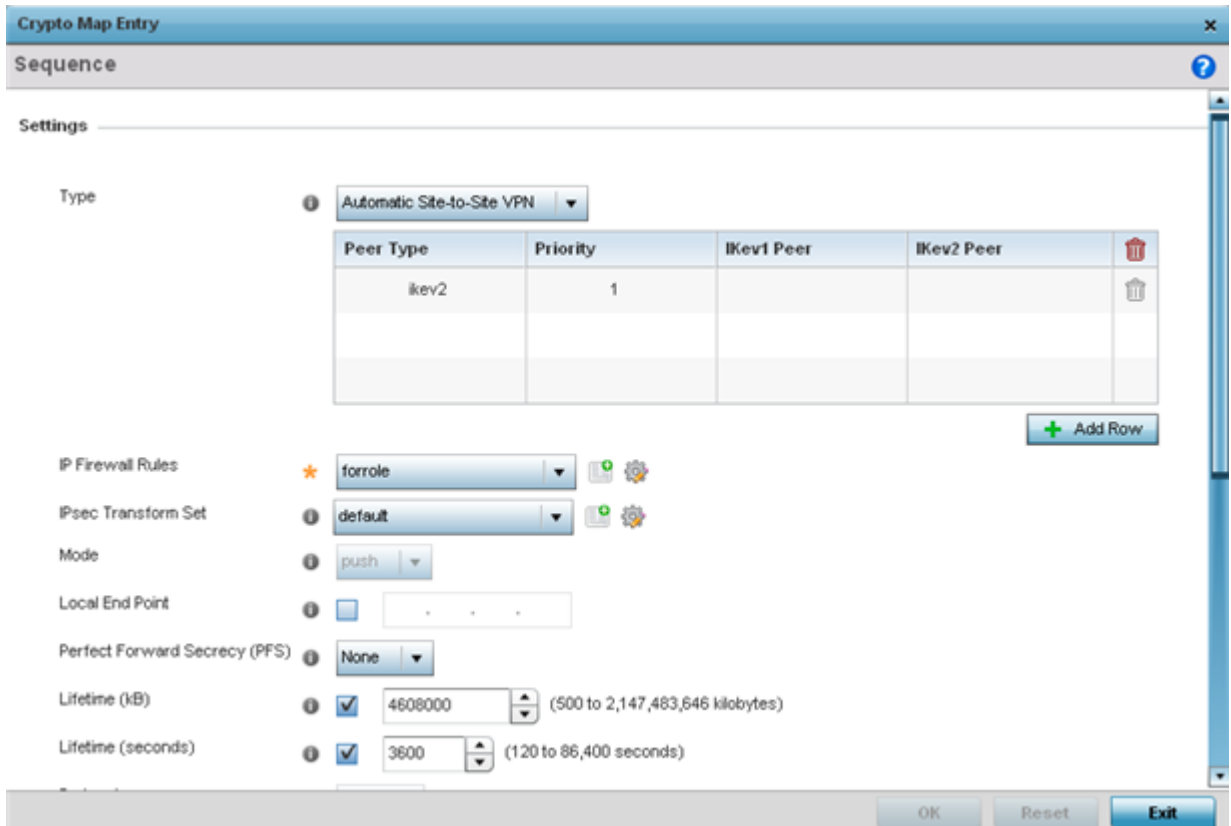 Crypto Map Entry
Sequence
Settings
Type
Automatic Site-to-Site VPN
Peer Type Priority IKev1 Peer IKev2 Peer
ikev2 1
Add Row
IP Firewall Rules
forrole
IPsec Transform Set
default
Mode
push
Local End Point
. . .
Perfect Forward Secrecy (PFS)
None
Lifetime (kB)
4608000 (500 to 2,147,483,646 kilobytes)
Lifetime (seconds)
3600 (120 to 86,400 seconds)
OK Reset Exit